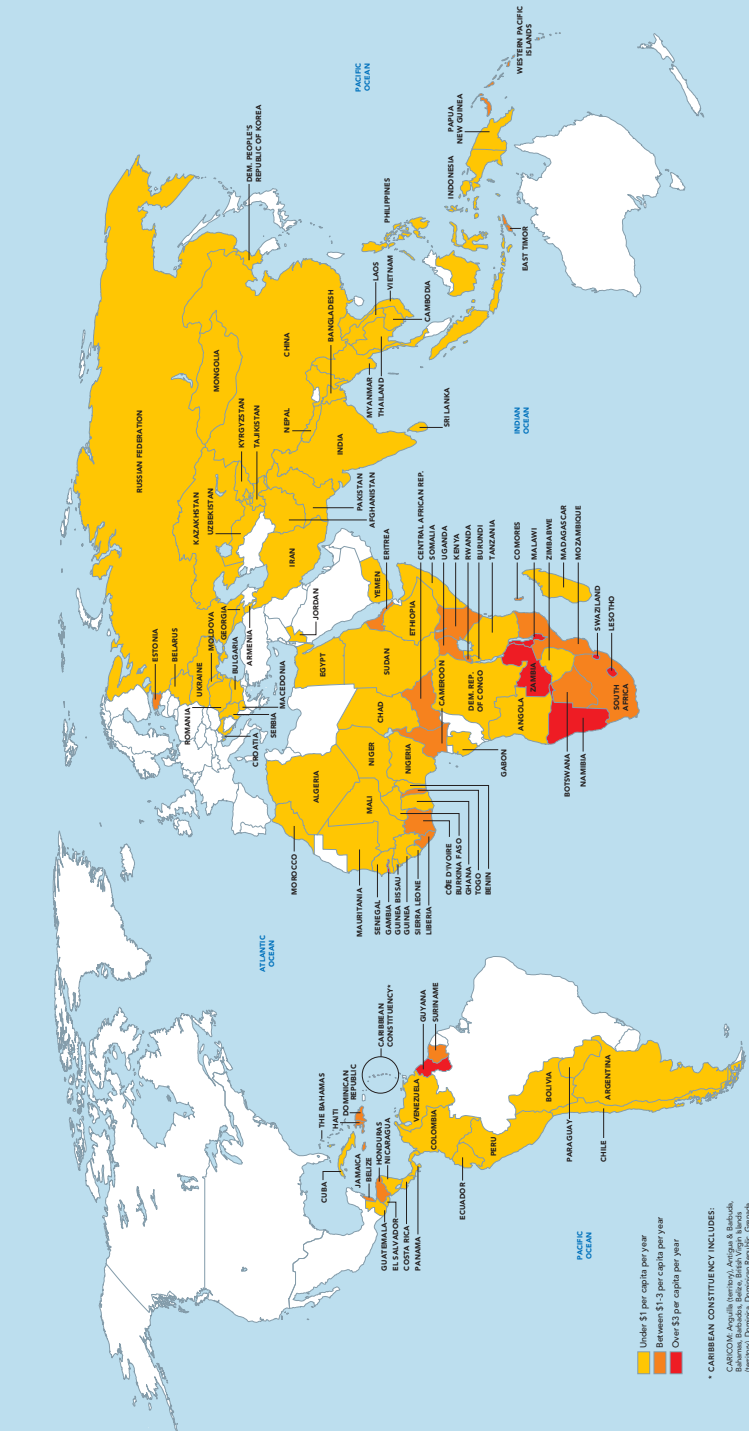 RUSSIAN FEDERATION
ESTONIA
BELARUS
UKRAINE
MOLDOVA
ROMANIA
BULGARIA
GEORGIA
ARMENIA
CROATIA
SERBIA
MACEDONIA
KAZAKHSTAN
UZBEKISTAN
KYRGYZSTAN
TAJIKISTAN
MONGOLIA
CHINA
DEM. PEOPLE'S
REPUBLIC OF KOREA
NEPAL
BANGLADESH
IRAN
INDIA
PAKISTAN
AFGHANISTAN
JORDAN
MYANMAR
THAILAND
LAOS
VIETNAM
CAMBODIA
PHILIPPINES
SRI LANKA
INDONESIA
PAPUA
NEW GUINEA
WESTERN PACIFIC
ISLANDS
EAST TIMOR
PACIFIC
OCEAN
INDIAN
OCEAN
ATLANTIC
OCEAN
MOROCCO
ALGERIA
EGYPT
MAURITANIA
MALI
NIGER
CHAD
SUDAN
YEMEN
ERITREA
SENEGAL
GAMBIA
GUINEA BISSAU
GUINEA
SIERRA LEONE
LIBERIA
CÔE D'IVOIRE
BURKINA FASO
GHANA
TOGO
BENIN
NIGERIA
CAMEROON
ETHIOPIA
CENTRAL AFRICAN REP.
SOMALIA
UGANDA
KENYA
RWANDA
BURUNDI
TANZANIA
DEM. REP.
OF CONGO
GABON
ANGOLA
ZAMBIA
COMOROS
MALAWI
ZIMBABWE
MADAGASCAR
MOZAMBIQUE
SWAZILAND
LESOTHO
BOTSWANA
NAMIBIA
SOUTH
AFRICA
THE BAHAMAS
CUBA
HAITI
DOMINICAN
REPUBLIC
JAMAICA
BELIZE
HONDURAS
NICARAGUA
CARIBBEAN
CONSTITUENCY*
GUATEMALA
EL SALVADOR
COSTA RICA
PANAMA
VENEZUELA
GUYANA
SURINAME
COLOMBIA
ECUADOR
PERU
BOLIVIA
PARAGUAY
CHILE
ARGENTINA
PACIFIC
OCEAN
Under $1 per capita per year
Between $1-3 per capita per year
Over $3 per capita per year
* CARIBBEAN CONSTITUENCY INCLUDES:
CARICOM: Anguilla (territory), Antigua & Barbuda,
Bahamas, Barbados, Belize, British Virgin Islands
(territory), Dominica, Dominican Republic, Grenada,